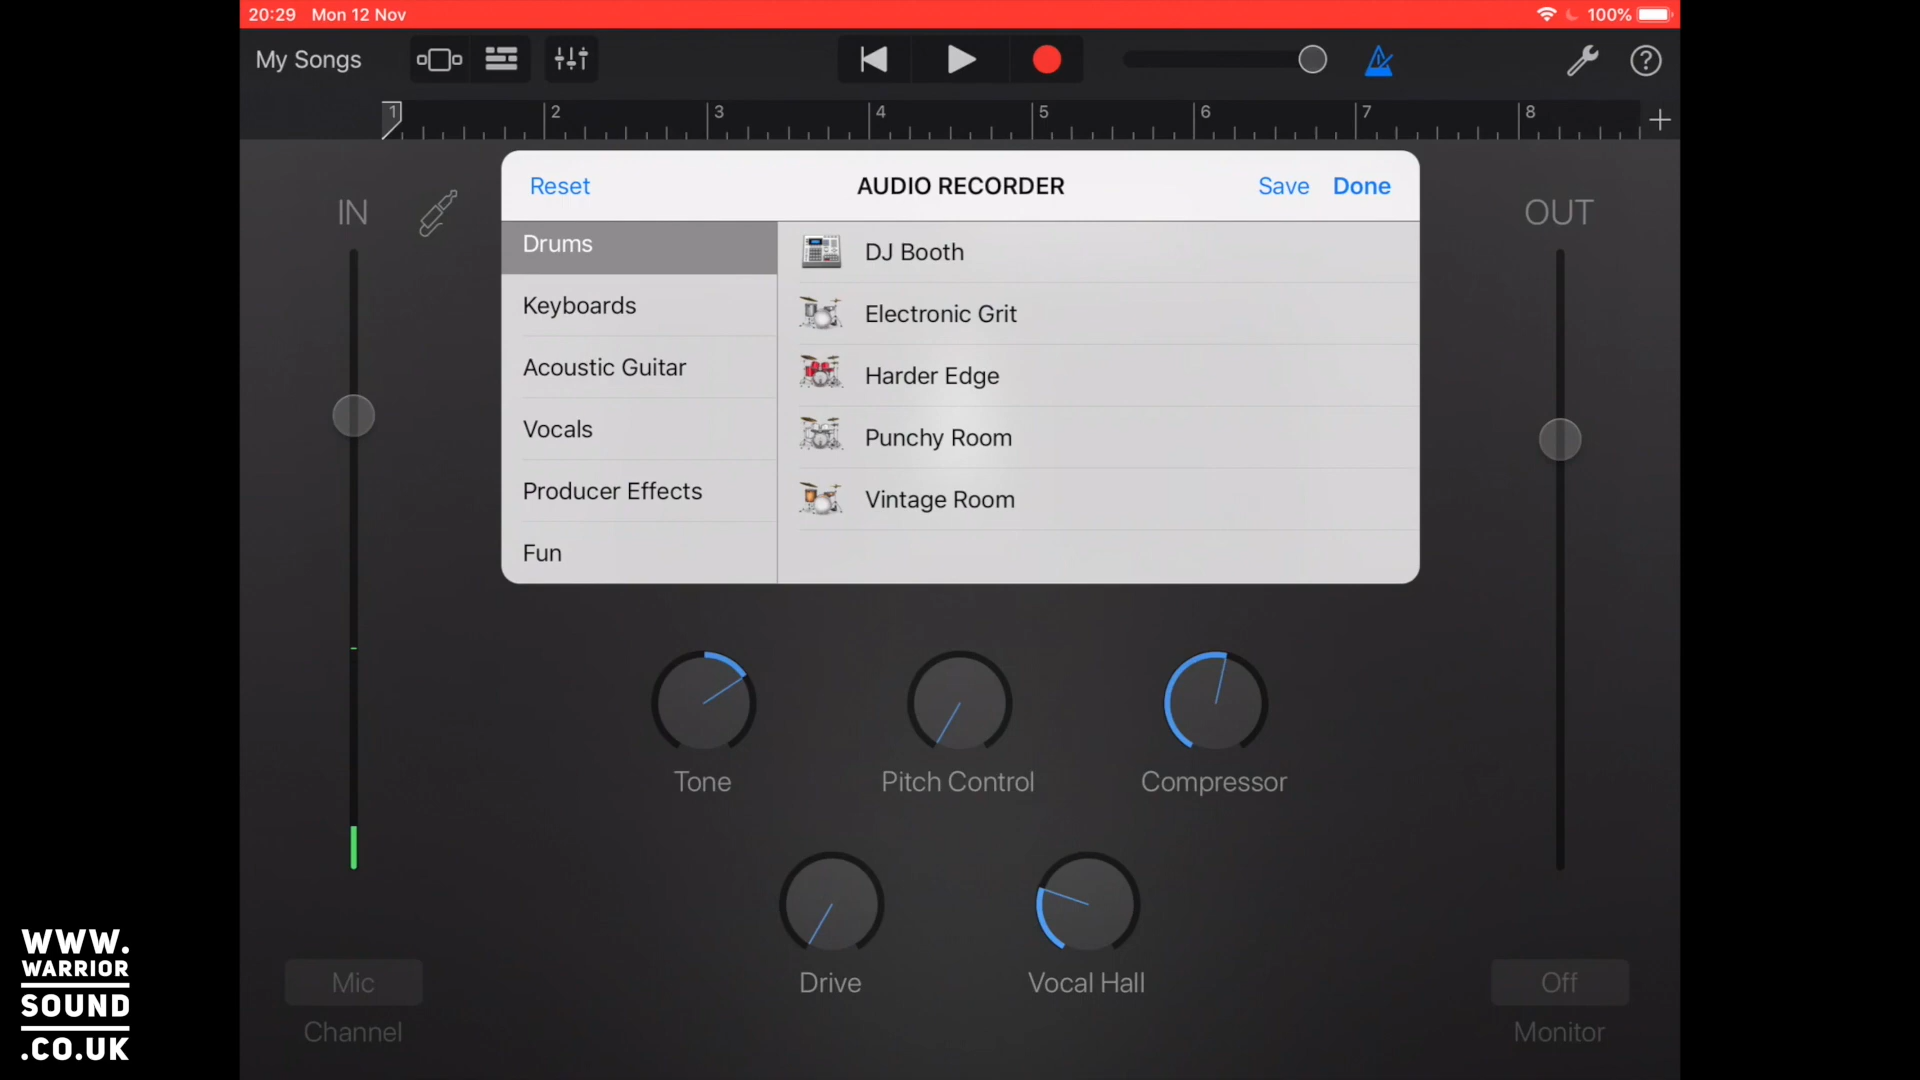 20:29 Mon 12 Nov 100%
My Songs
1 2 3 4 5 6 7 8
Reset AUDIO RECORDER Save Done
IN
OUT
Drums
Keyboards
Acoustic Guitar
Vocals
Producer Effects
Fun
DJ Booth
Electronic Grit
Harder Edge
Punchy Room
Vintage Room
Tone Pitch Control Compressor
Drive Vocal Hall
Mic
Channel
Off
Monitor
WWW.
WARRIOR
SOUND
.CO.UK